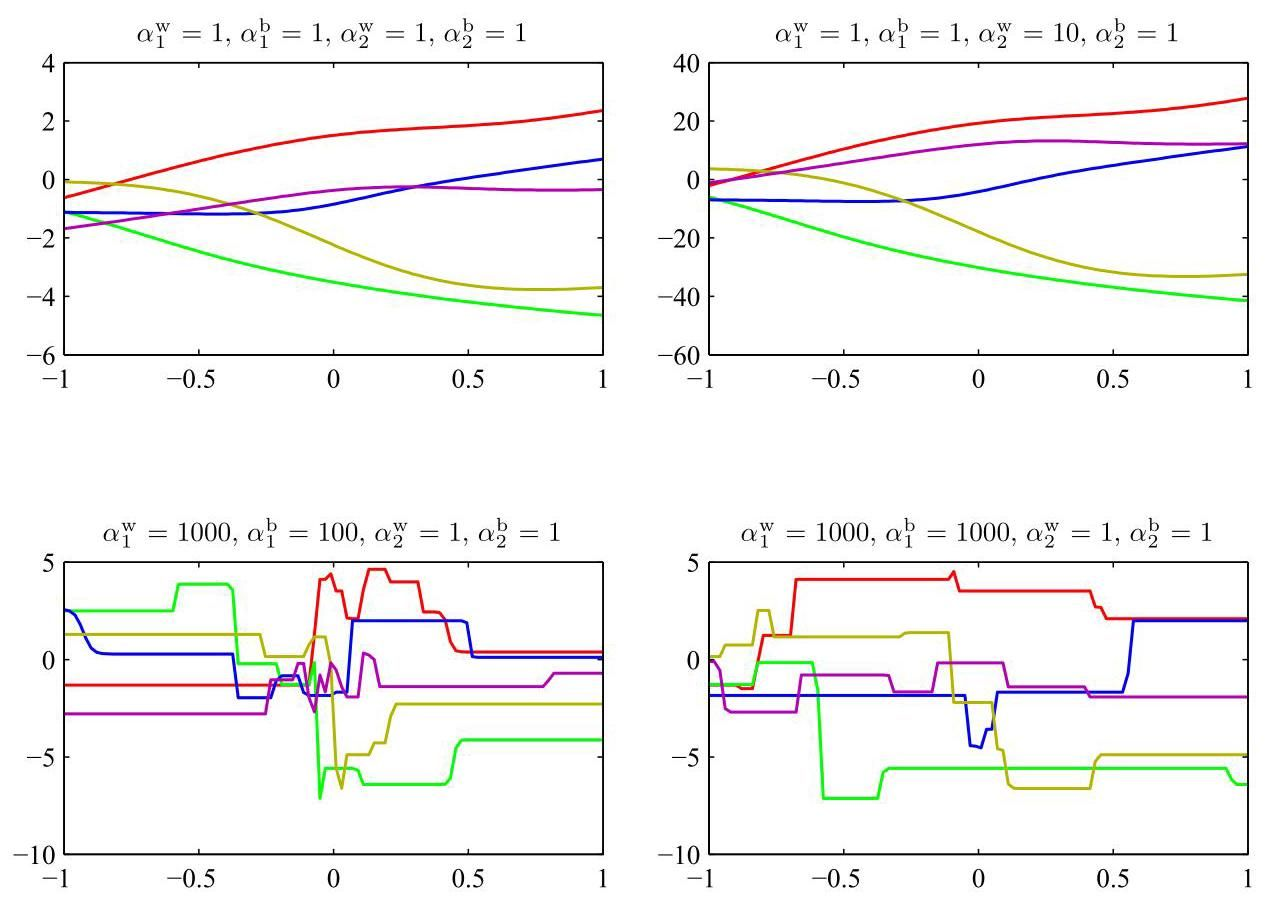 α₁ʷ = 1, α₁ᵇ = 1, α₂ʷ = 1, α₂ᵇ = 1
4
2
0
−2
−4
−6
−1 −0.5 0 0.5 1
α₁ʷ = 1, α₁ᵇ = 1, α₂ʷ = 10, α₂ᵇ = 1
40
20
0
−20
−40
−60
−1 −0.5 0 0.5 1
α₁ʷ = 1000, α₁ᵇ = 100, α₂ʷ = 1, α₂ᵇ = 1
5
0
−5
−10
−1 −0.5 0 0.5 1
α₁ʷ = 1000, α₁ᵇ = 1000, α₂ʷ = 1, α₂ᵇ = 1
5
0
−5
−10
−1 −0.5 0 0.5 1